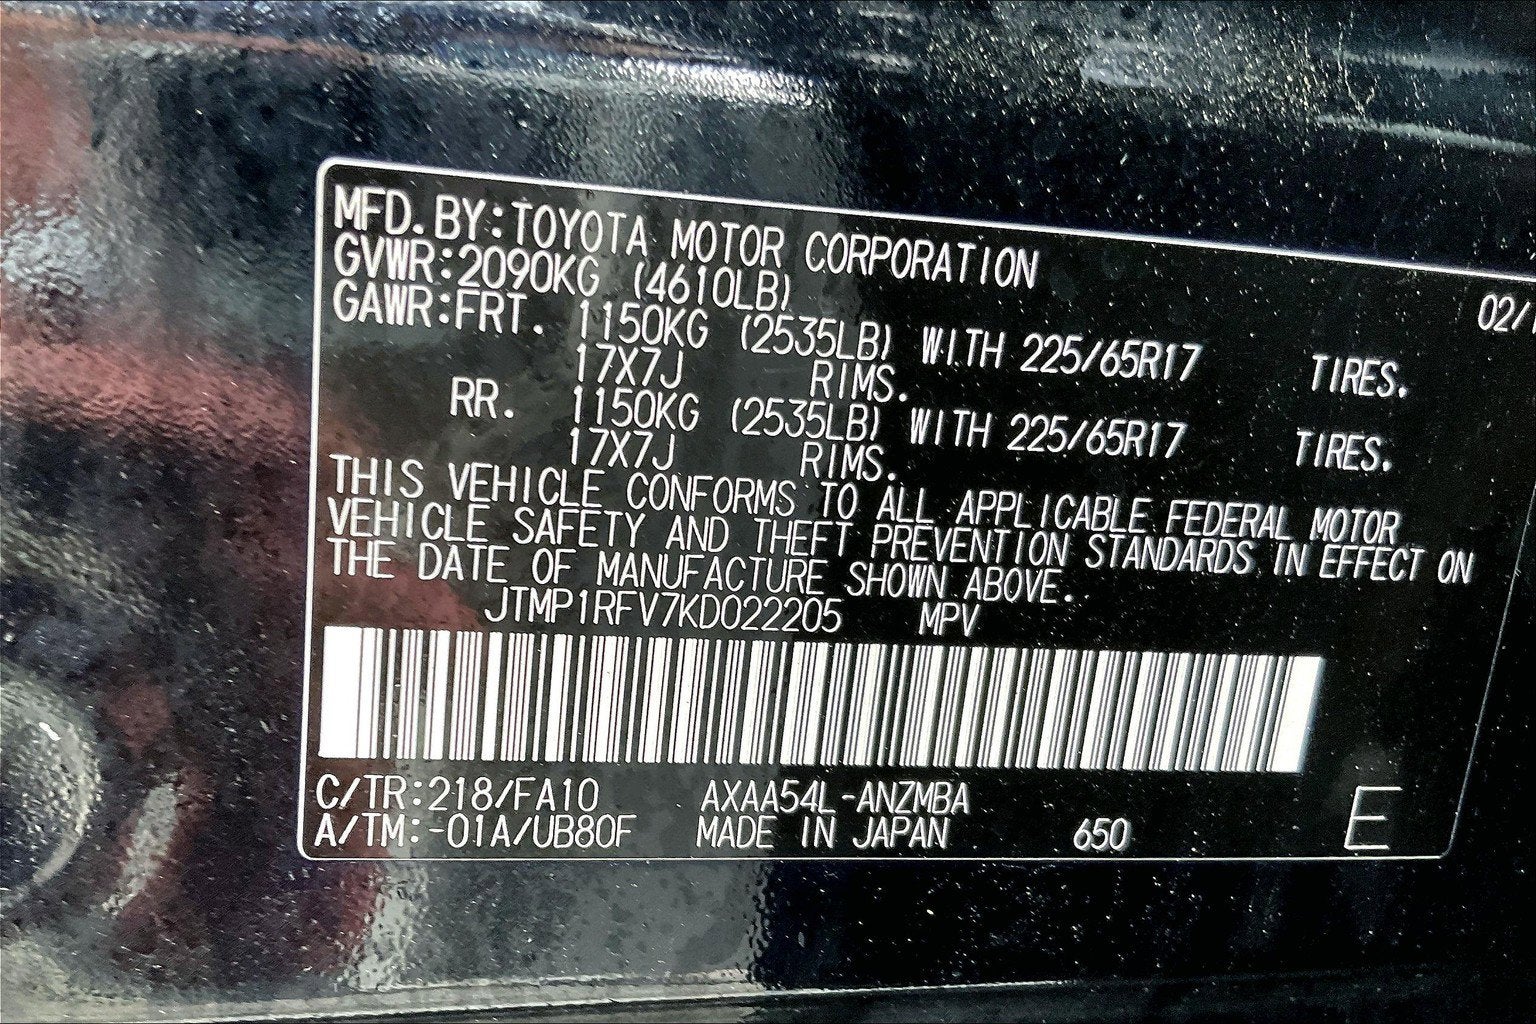 MFD.BY:TOYOTA MOTOR CORPORATION 02/
GVWR:2090KG (4610LB)
GAWR:FRT. 1150KG (2535LB) WITH 225/65R17 TIRES.
17X7J RIMS.
RR. 1150KG (2535LB) WITH 225/65R17 TIRES.
17X7J RIMS.
THIS VEHICLE CONFORMS TO ALL APPLICABLE FEDERAL MOTOR
VEHICLE SAFETY AND THEFT PREVENTION STANDARDS IN EFFECT ON
THE DATE OF MANUFACTURE SHOWN ABOVE.
JTMP1RFV7KD022205 MPV
C/TR:218/FA10 AXAA54L-ANZMBA
A/TM:-01A/UB80F MADE IN JAPAN 650 E